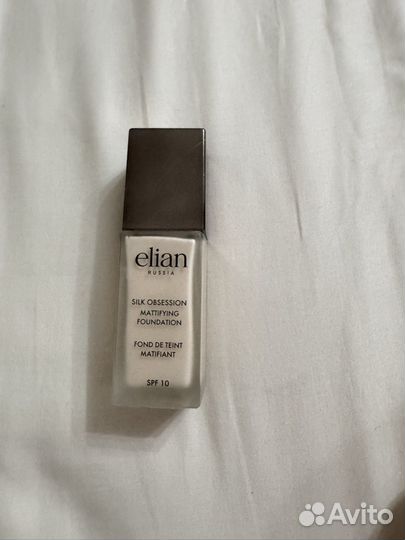 elian
RUSSIA
SILK OBSESSION
MATTIFYING
FOUNDATION
FOND DE TEINT
MATIFIANT
SPF 10
Avito